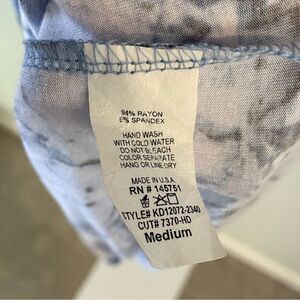 94% RAYON
6% SPANDEX
HAND WASH
WITH COLD WATER
DO NOT BLEACH
COLOR SEPARATE
HANG OR LINE DRY
MADE IN U.S.A
RN # 145751
STYLE# KD12072-2340
CUT# 7370-HO
Medium